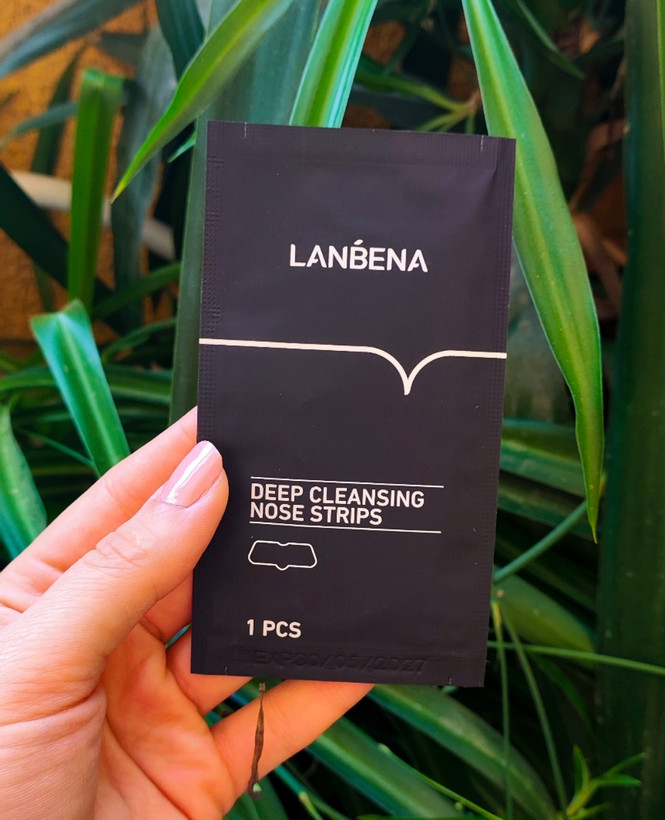 LANBENA
DEEP CLEANSING
NOSE STRIPS
1 PCS